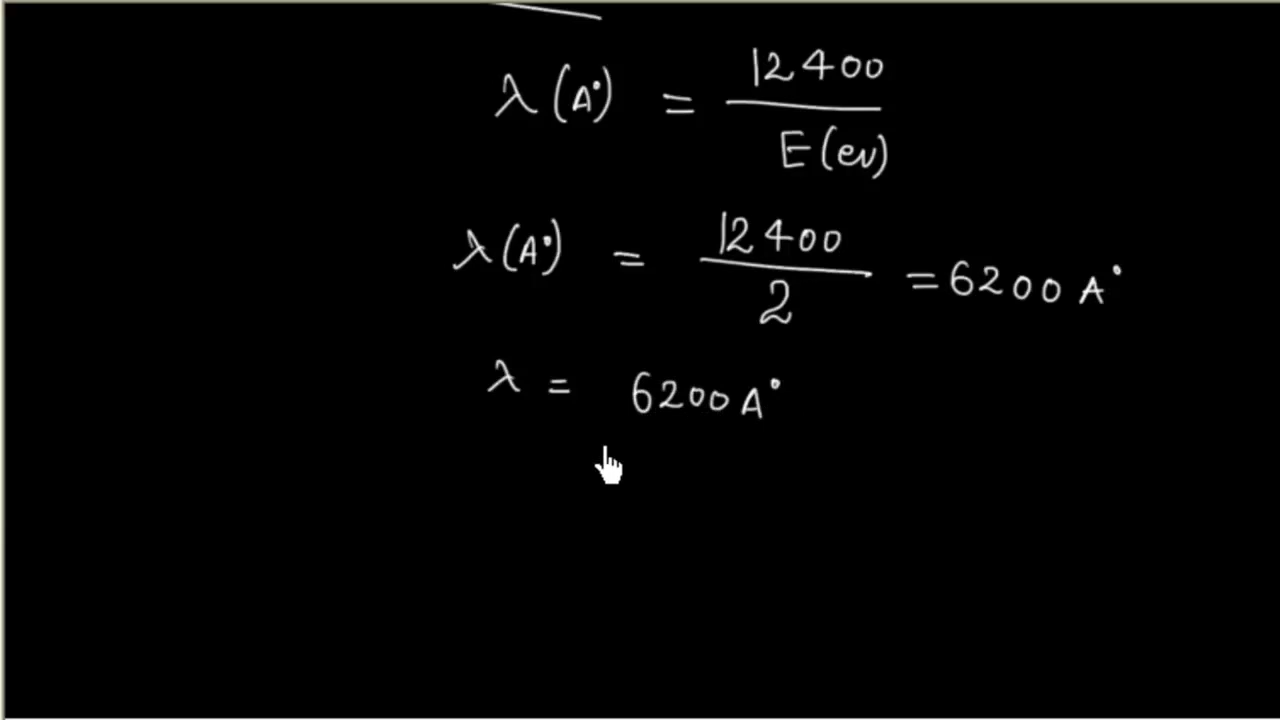 λ (A°) = 12400 / E (ev)
λ (A°) = 12400 / 2 = 6200 A°
λ = 6200 A°